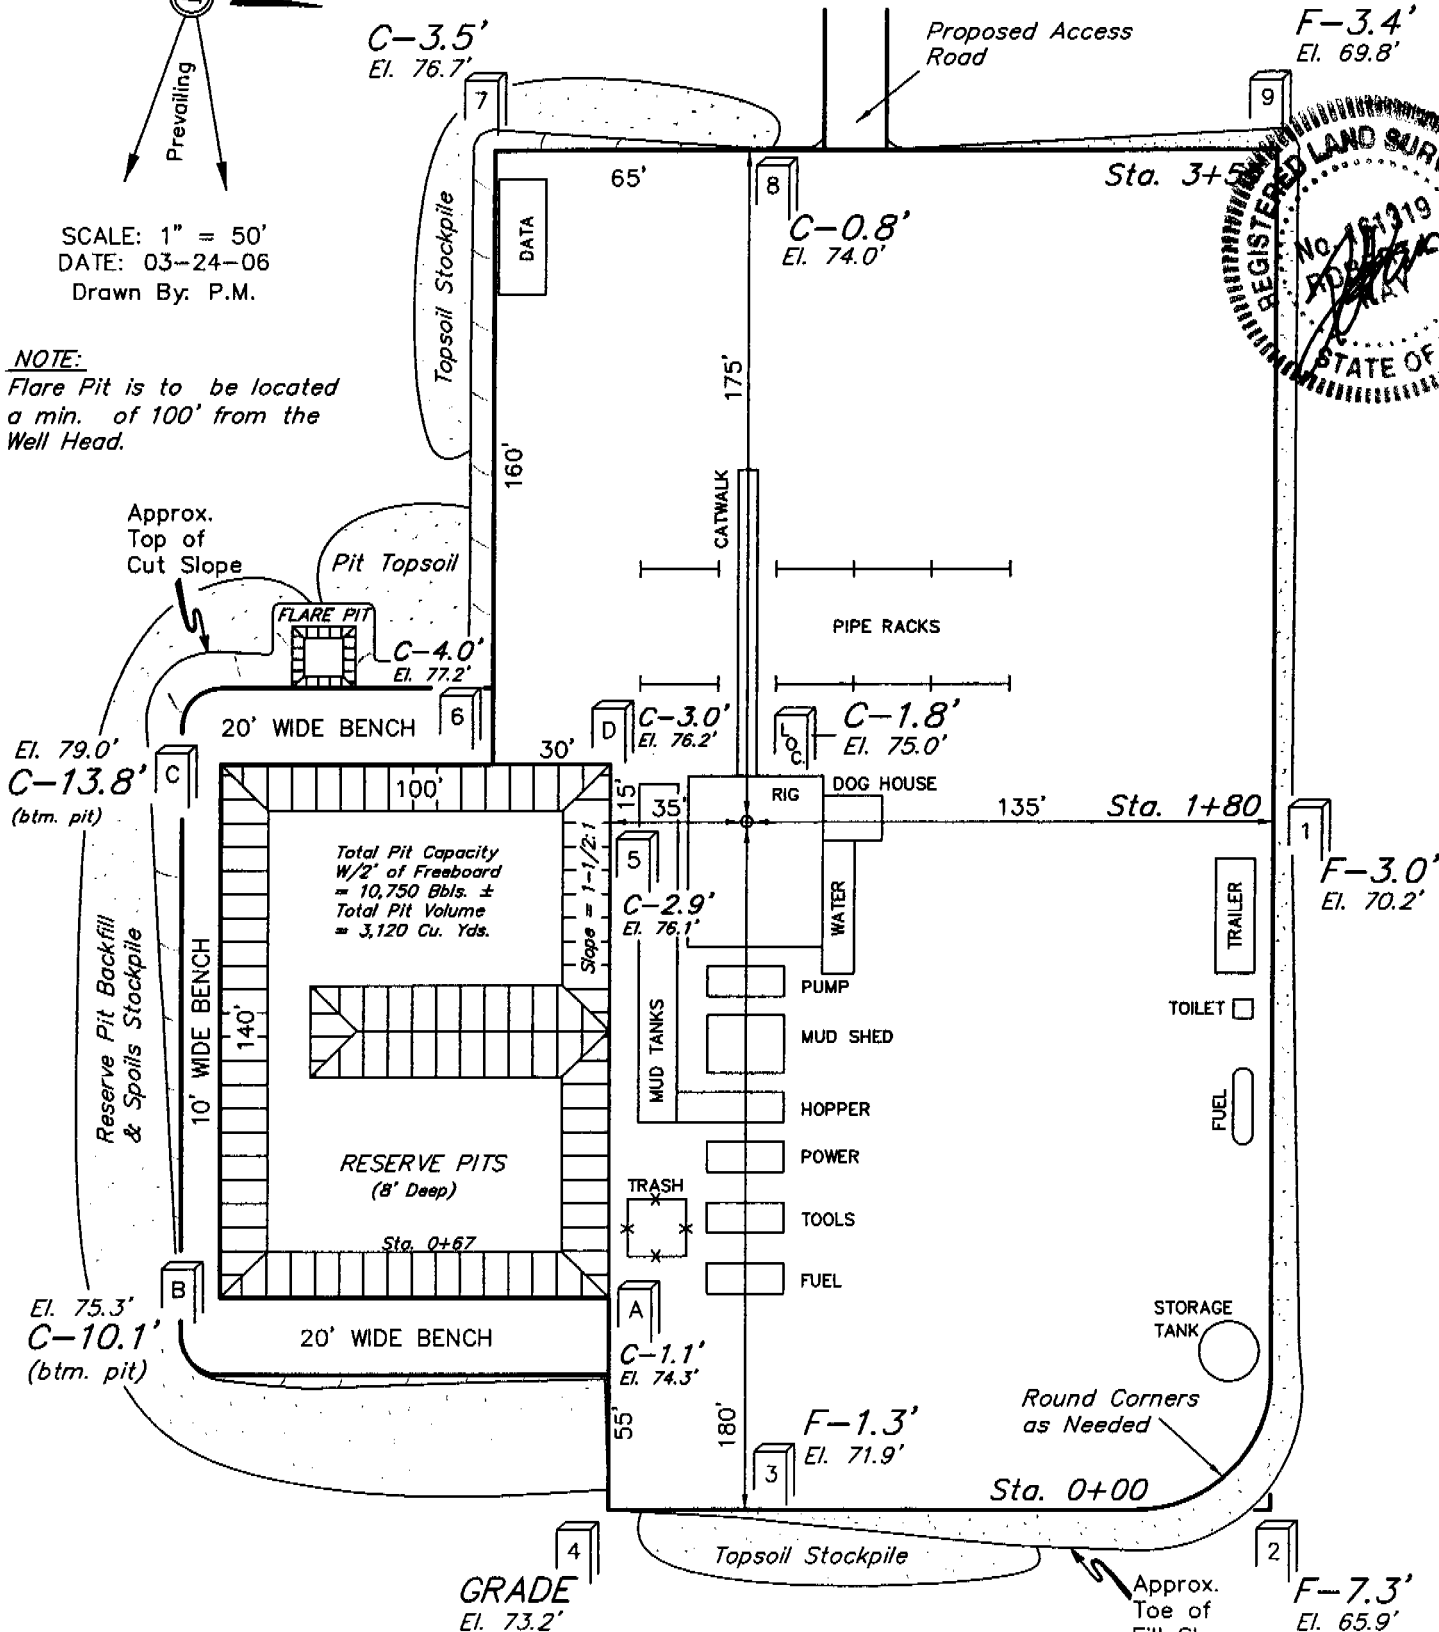 C-3.5'
El. 76.7'
Proposed Access
Road
F-3.4'
El. 69.8'
Prevailing
7
9
REGISTERED LAND SUR
No. 161319
STATE OF
65'
8
Sta. 3+5
C-0.8'
El. 74.0'
DATA
Topsoil Stockpile
SCALE: 1" = 50'
DATE: 03-24-06
Drawn By: P.M.
NOTE:
Flare Pit is to be located
a min. of 100' from the
Well Head.
175'
160'
CATWALK
Approx.
Top of
Cut Slope
Pit Topsoil
FLARE PIT
C-4.0'
El. 77.2'
PIPE RACKS
20' WIDE BENCH
6
D
C-3.0'
El. 76.2'
LOC.
C-1.8'
El. 75.0'
El. 79.0'
C-13.8'
(btm. pit)
C
30'
100'
15'
35'
RIG
DOG HOUSE
135'
Sta. 1+80
1
F-3.0'
El. 70.2'
Total Pit Capacity
W/2' of Freeboard
= 10,750 Bbls. ±
Total Pit Volume
= 3,120 Cu. Yds.
Slope = 1-1/2:1
5
C-2.9'
El. 76.1'
WATER
TRAILER
Reserve Pit Backfill
& Spoils Stockpile
10' WIDE BENCH
140'
MUD TANKS
PUMP
MUD SHED
TOILET
HOPPER
FUEL
POWER
RESERVE PITS
(8' Deep)
TRASH
TOOLS
Sta. 0+67
FUEL
B
El. 75.3'
C-10.1'
(btm. pit)
20' WIDE BENCH
A
C-1.1'
El. 74.3'
STORAGE
TANK
55'
180'
F-1.3'
El. 71.9'
3
Round Corners
as Needed
Sta. 0+00
4
GRADE
El. 73.2'
Topsoil Stockpile
Approx.
Toe of
2
F-7.3'
El. 65.9'